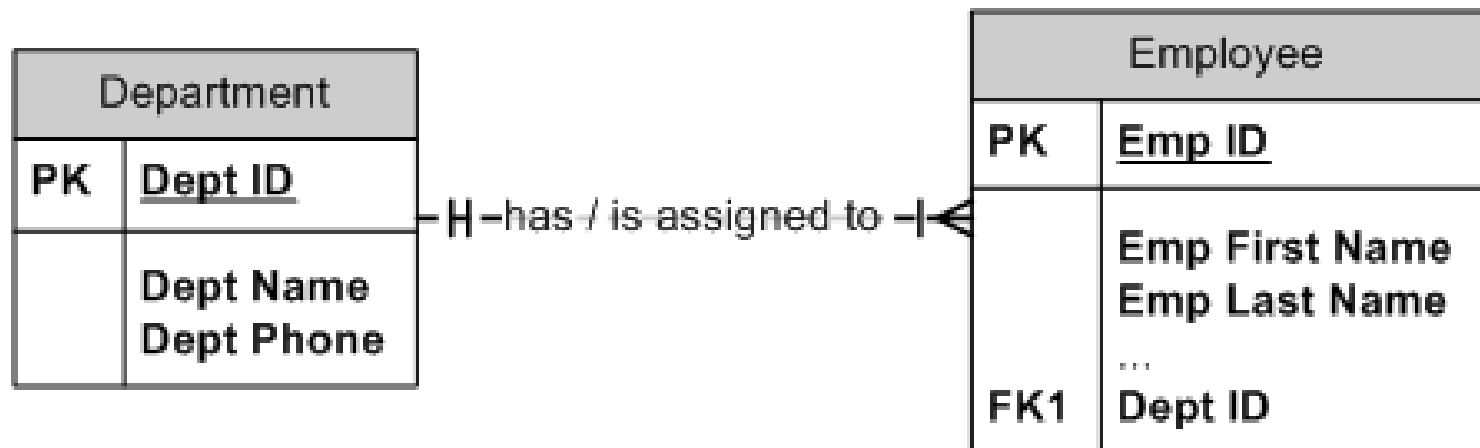 Department
PK Dept ID
Dept Name
Dept Phone
has / is assigned to
Employee
PK Emp ID
Emp First Name
Emp Last Name
...
FK1 Dept ID